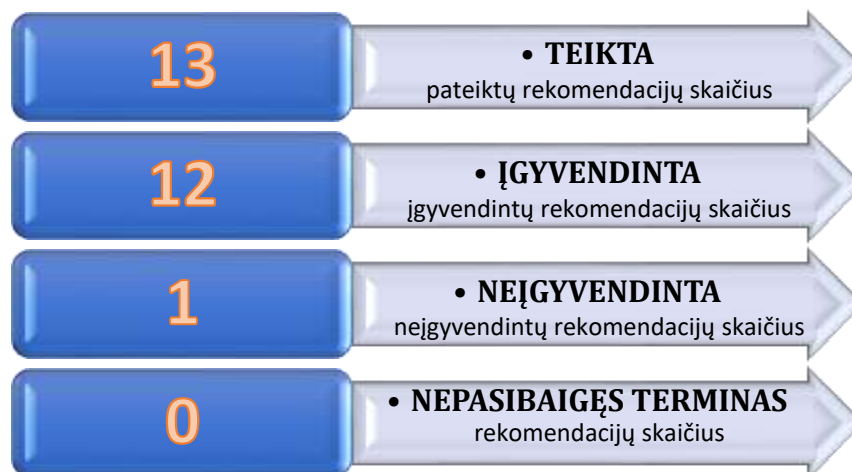 13
• TEIKTA
pateiktų rekomendacijų skaičius
12
• ĮGYVENDINTA
įgyvendintų rekomendacijų skaičius
1
• NEĮGYVENDINTA
neįgyvendintų rekomendacijų skaičius
0
• NEPASIBAIGĘS TERMINAS
rekomendacijų skaičius